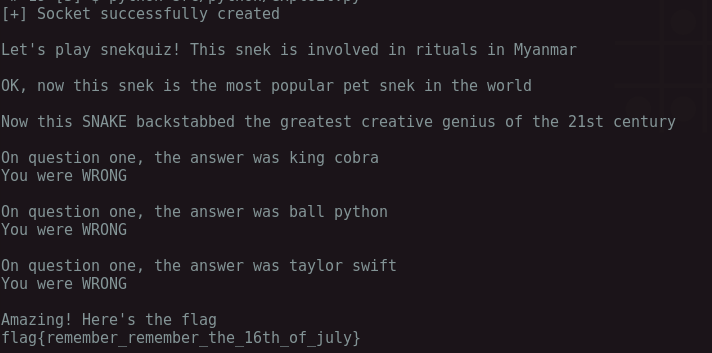 [+] Socket successfully created
Let's play snekquiz! This snek is involved in rituals in Myanmar
OK, now this snek is the most popular pet snek in the world
Now this SNAKE backstabbed the greatest creative genius of the 21st century
On question one, the answer was king cobra
You were WRONG
On question one, the answer was ball python
You were WRONG
On question one, the answer was taylor swift
You were WRONG
Amazing! Here's the flag
flag{remember_remember_the_16th_of_july}